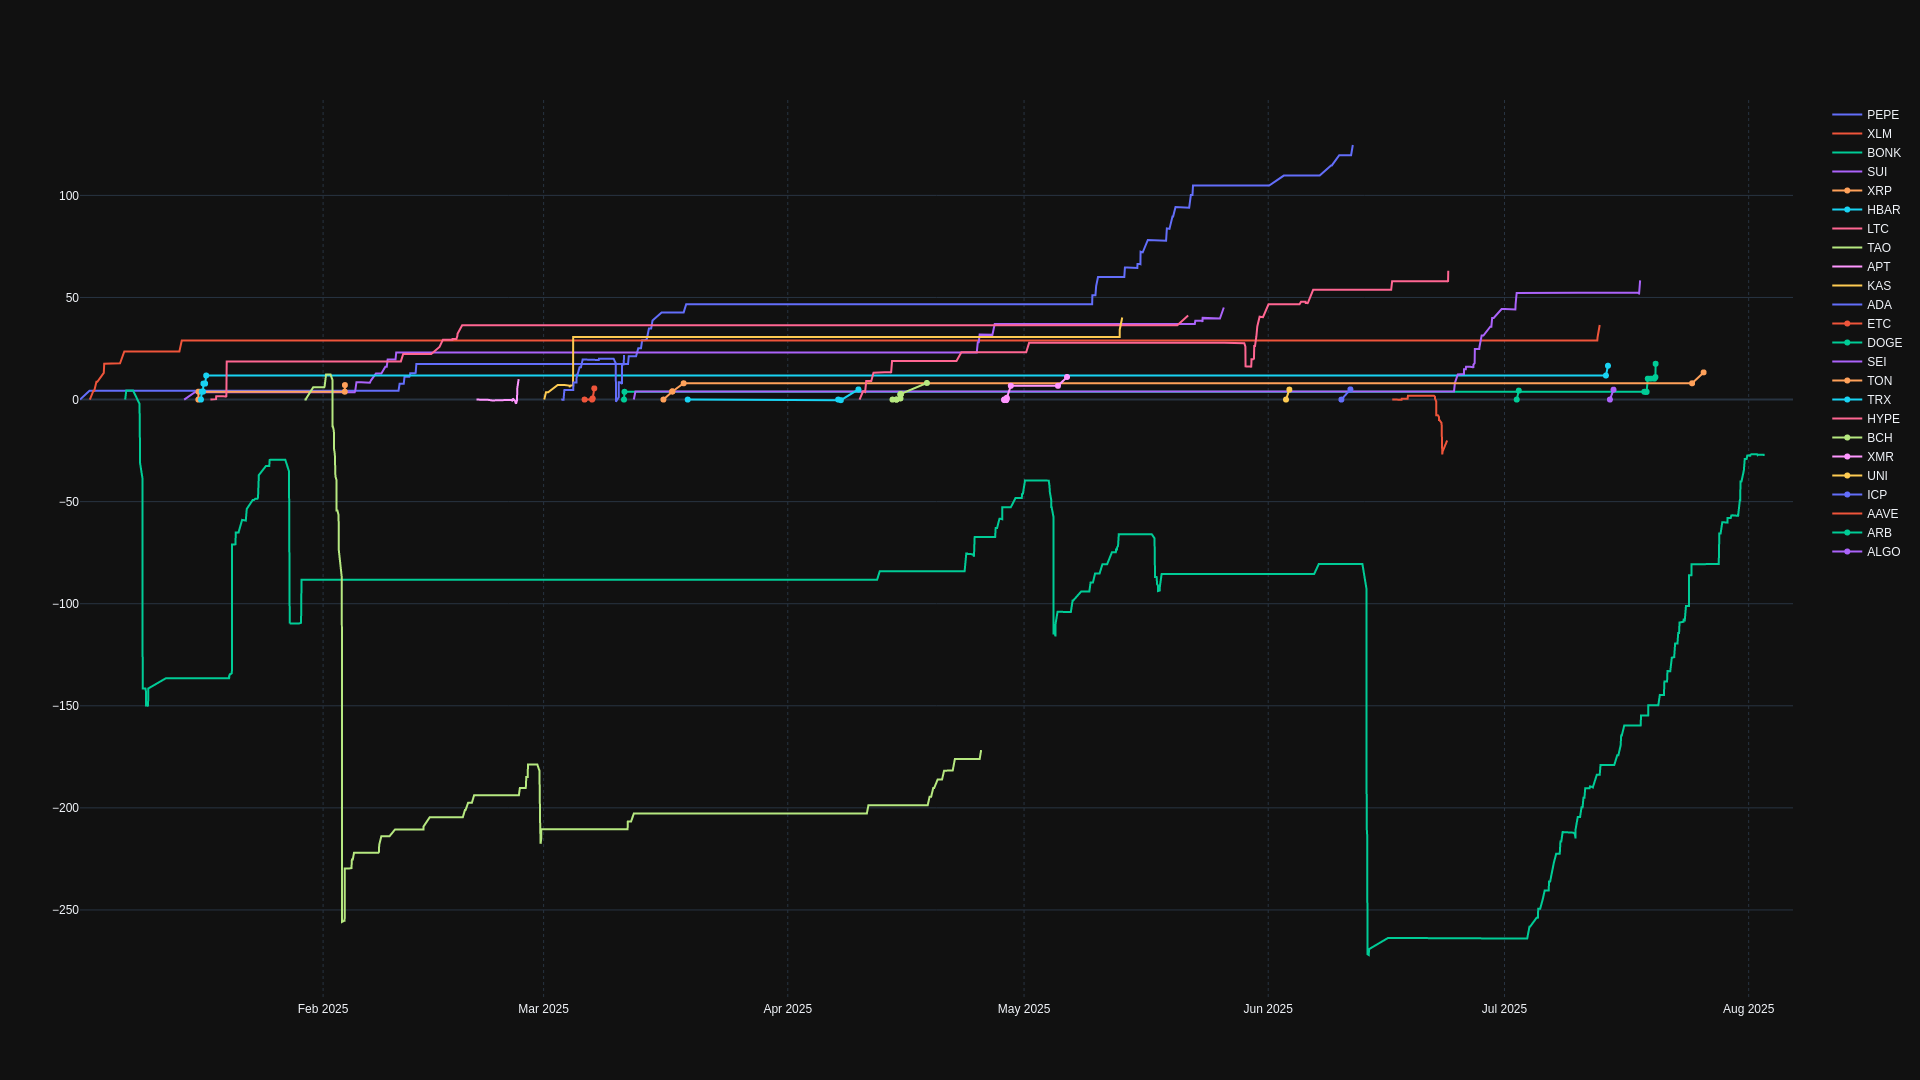 100
50
0
−50
−100
−150
−200
−250
Feb 2025
Mar 2025
Apr 2025
May 2025
Jun 2025
Jul 2025
Aug 2025
PEPE
XLM
BONK
SUI
XRP
HBAR
LTC
TAO
APT
KAS
ADA
ETC
DOGE
SEI
TON
TRX
HYPE
BCH
XMR
UNI
ICP
AAVE
ARB
ALGO